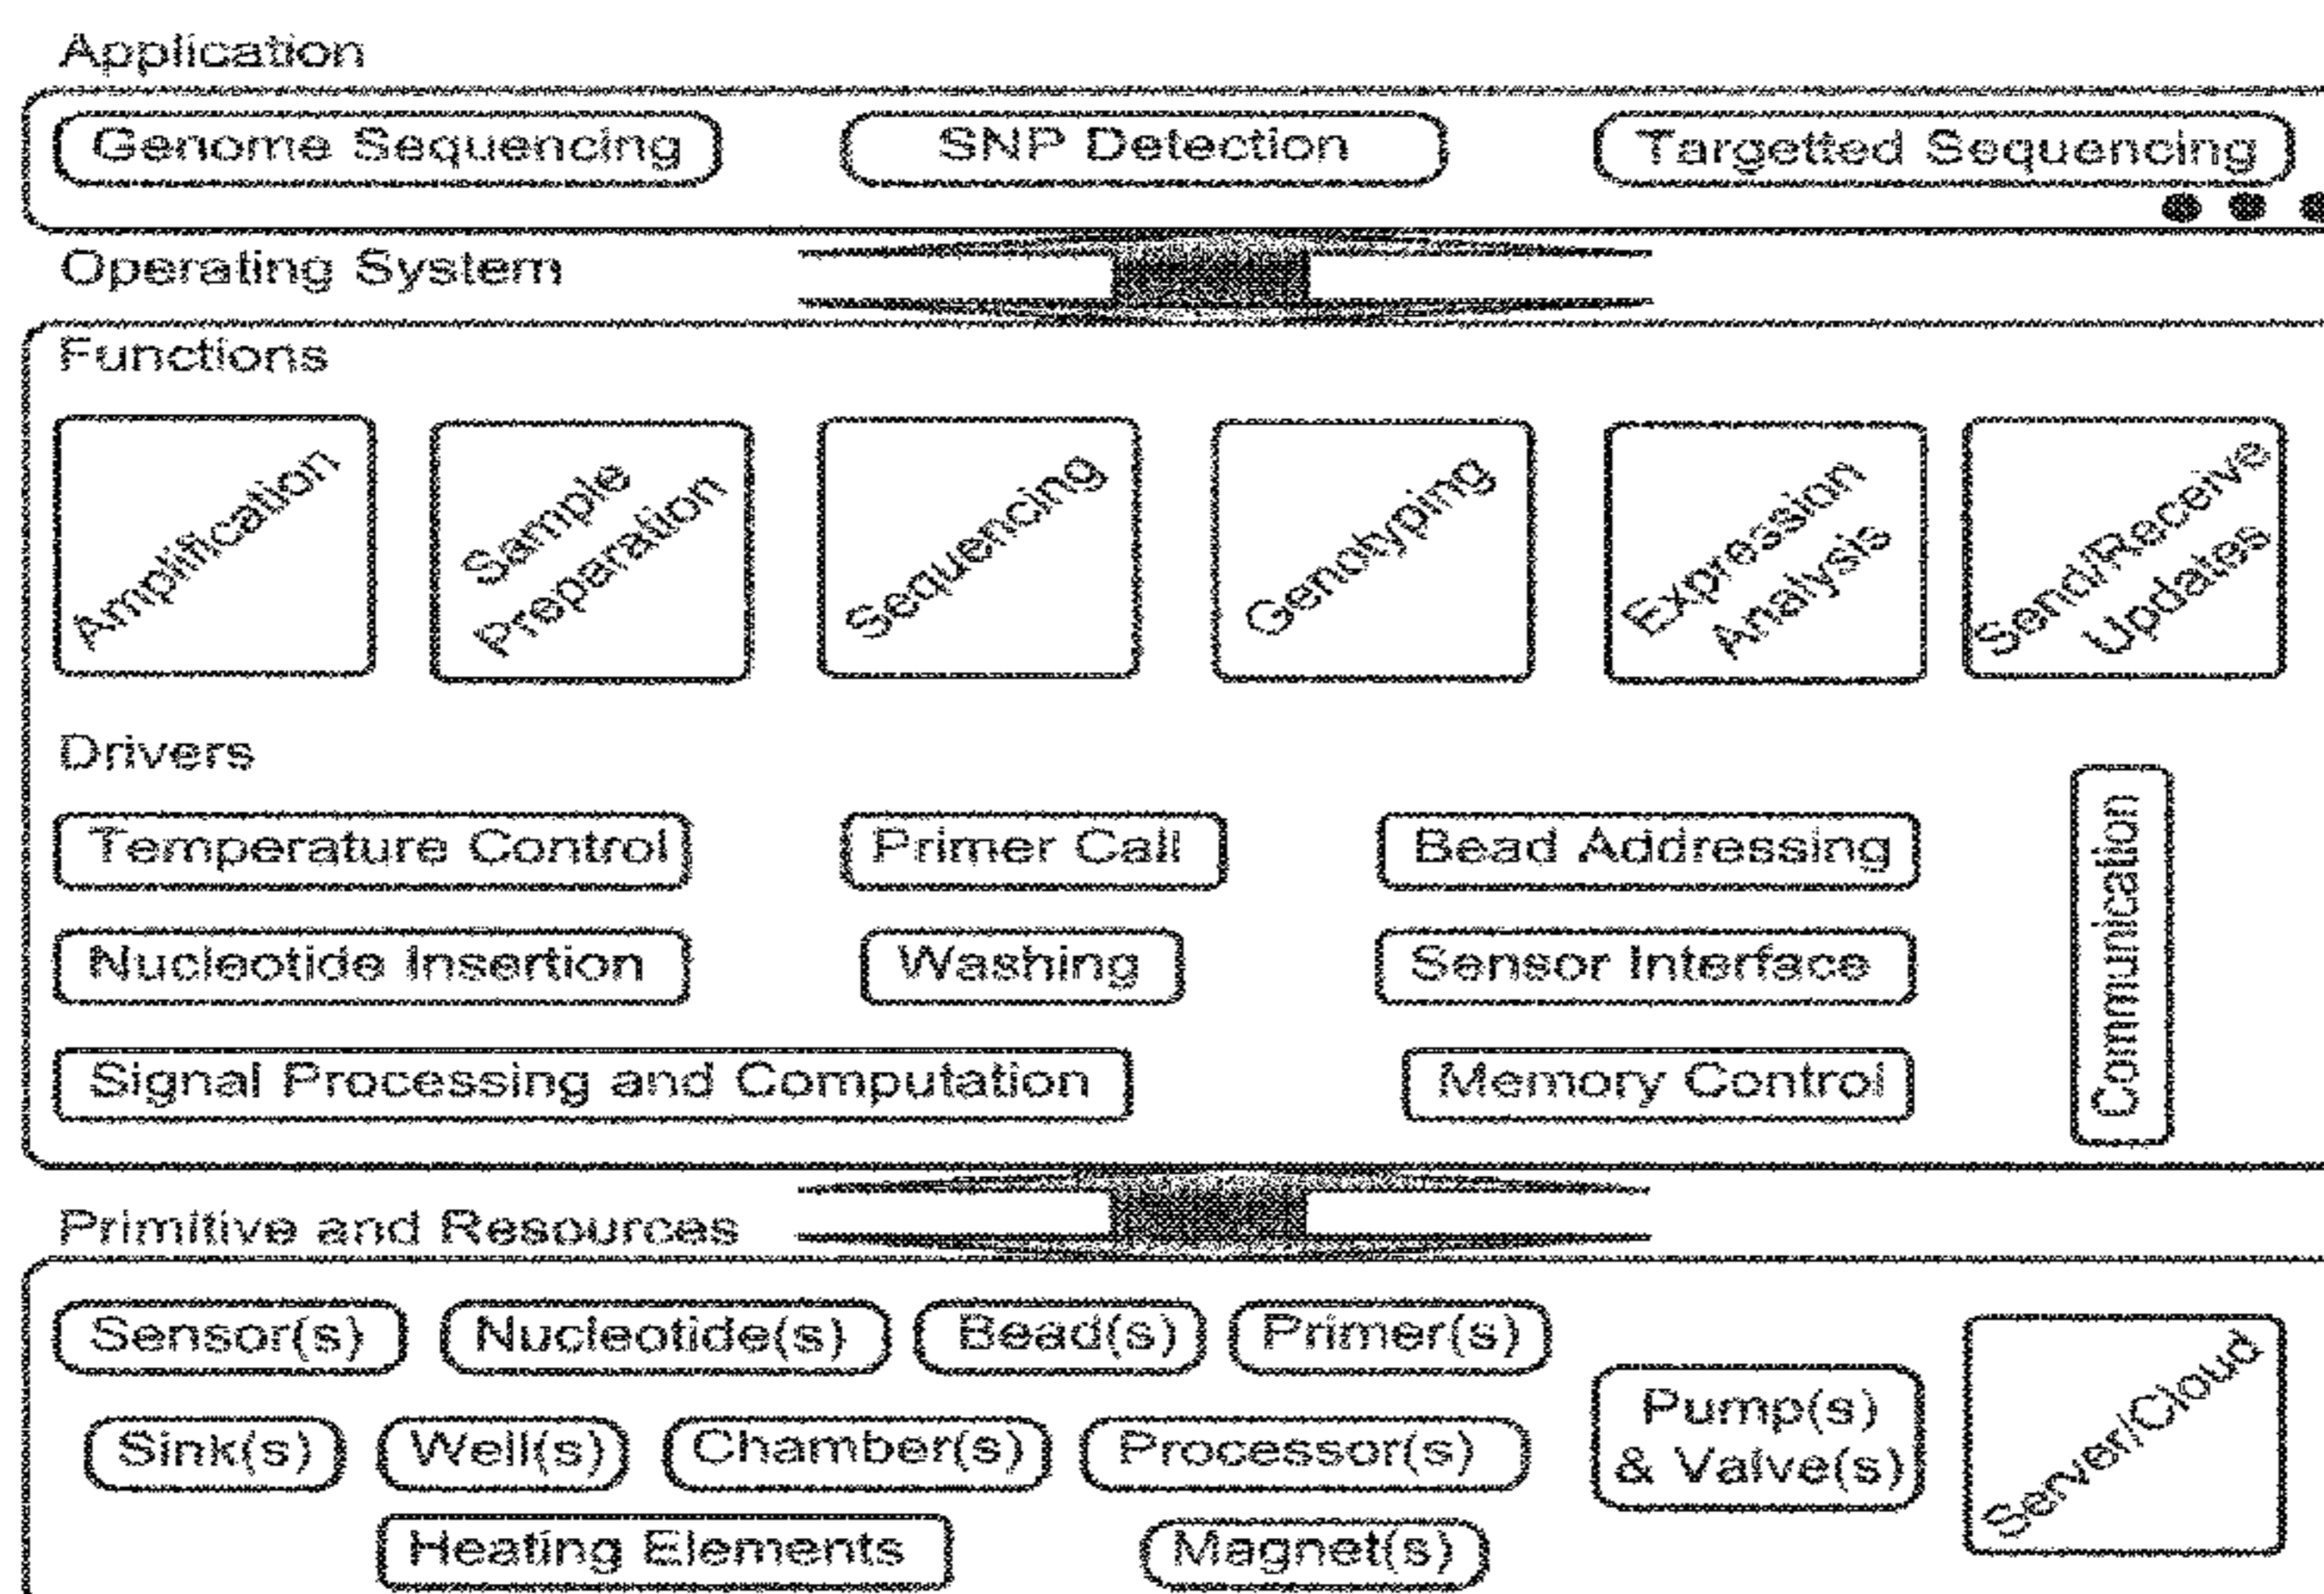 Application
Genome Sequencing
SNP Detection
Targetted Sequencing
Operating System
Functions
Amplification
Sample
Preparation
Sequencing
Genotyping
Expression
Analysis
Send/Receive
Updates
Drivers
Temperature Control
Primer Call
Bead Addressing
Communication
Nucleotide Insertion
Washing
Sensor Interface
Signal Processing and Computation
Memory Control
Primitive and Resources
Sensor(s)
Nucleotide(s)
Bead(s)
Primer(s)
Pump(s)
& Valve(s)
Server/Cloud
Sink(s)
Well(s)
Chamber(s)
Processor(s)
Heating Elements
Magnet(s)